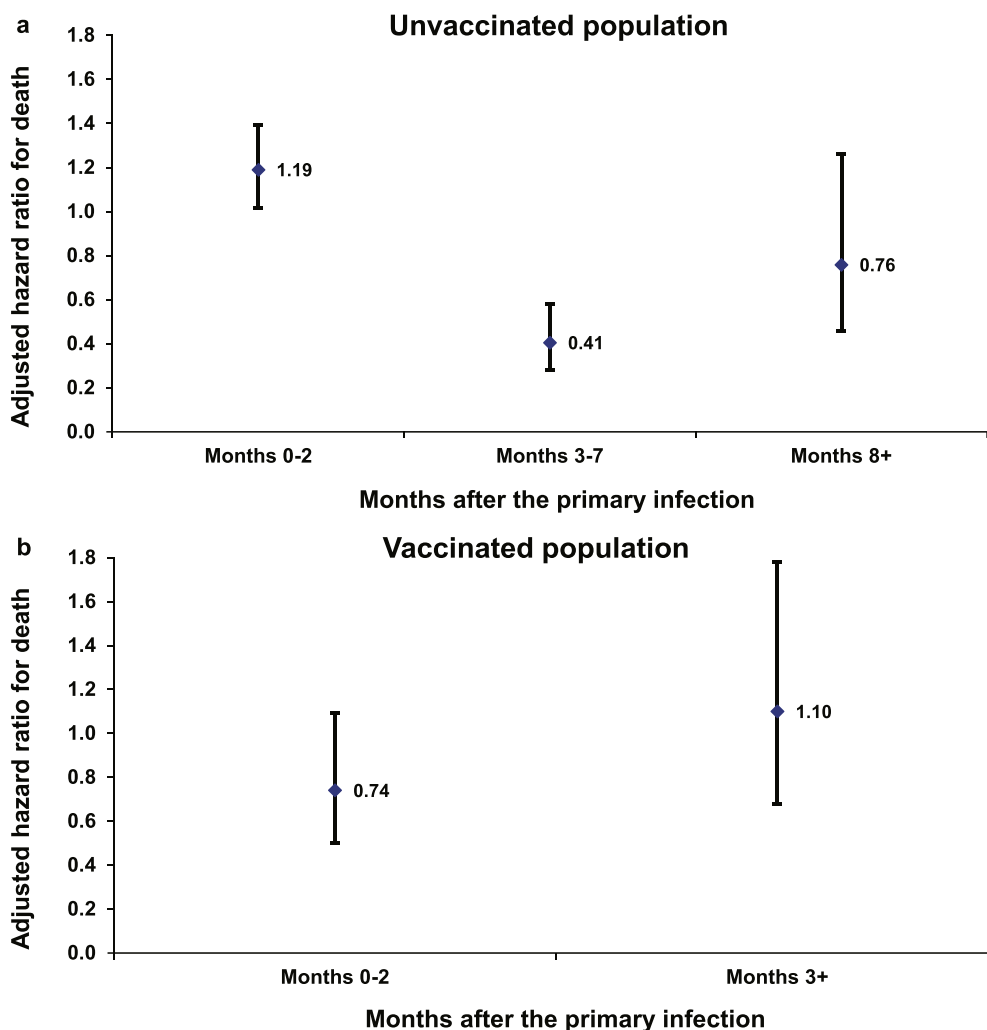 a
Unvaccinated population
Adjusted hazard ratio for death
1.8
1.6
1.4
1.2
1.0
0.8
0.6
0.4
0.2
0.0
1.19
0.41
0.76
Months 0-2 Months 3-7 Months 8+
Months after the primary infection
b
Vaccinated population
Adjusted hazard ratio for death
1.8
1.6
1.4
1.2
1.0
0.8
0.6
0.4
0.2
0.0
0.74
1.10
Months 0-2 Months 3+
Months after the primary infection